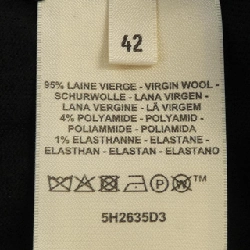 42
95% LAINE VIERGE - VIRGIN WOOL -
SCHURWOLLE - LANA VIRGEN -
LANA VERGINE - LÃ VIRGEM
4% POLYAMIDE - POLYAMID -
POLIAMMIDE - POLIAMIDA
1% ELASTHANNE - ELASTANE -
ELASTHAN - ELASTAN - ELASTANO
P W
5H2635D3